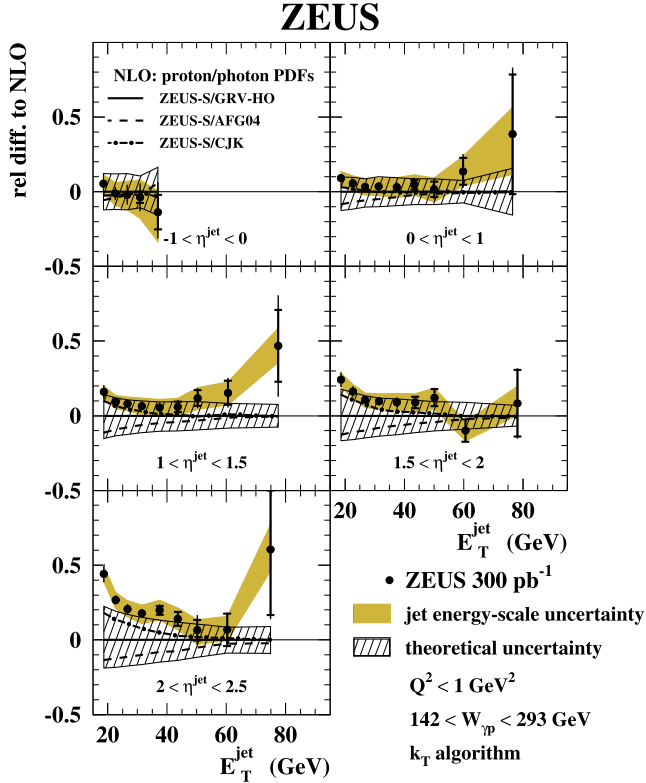 ZEUS
rel diff. to NLO
NLO: proton/photon PDFs
ZEUS-S/GRV-HO
ZEUS-S/AFG04
ZEUS-S/CJK
0.5
0
-0.5
-1 < η^jet < 0
0 < η^jet < 1
0.5
0
-0.5
1 < η^jet < 1.5
1.5 < η^jet < 2
20 40 60 80
E_T^jet (GeV)
0.5
0
-0.5
2 < η^jet < 2.5
20 40 60 80
E_T^jet (GeV)
ZEUS 300 pb⁻¹
jet energy-scale uncertainty
theoretical uncertainty
Q² < 1 GeV²
142 < W_γp < 293 GeV
k_T algorithm